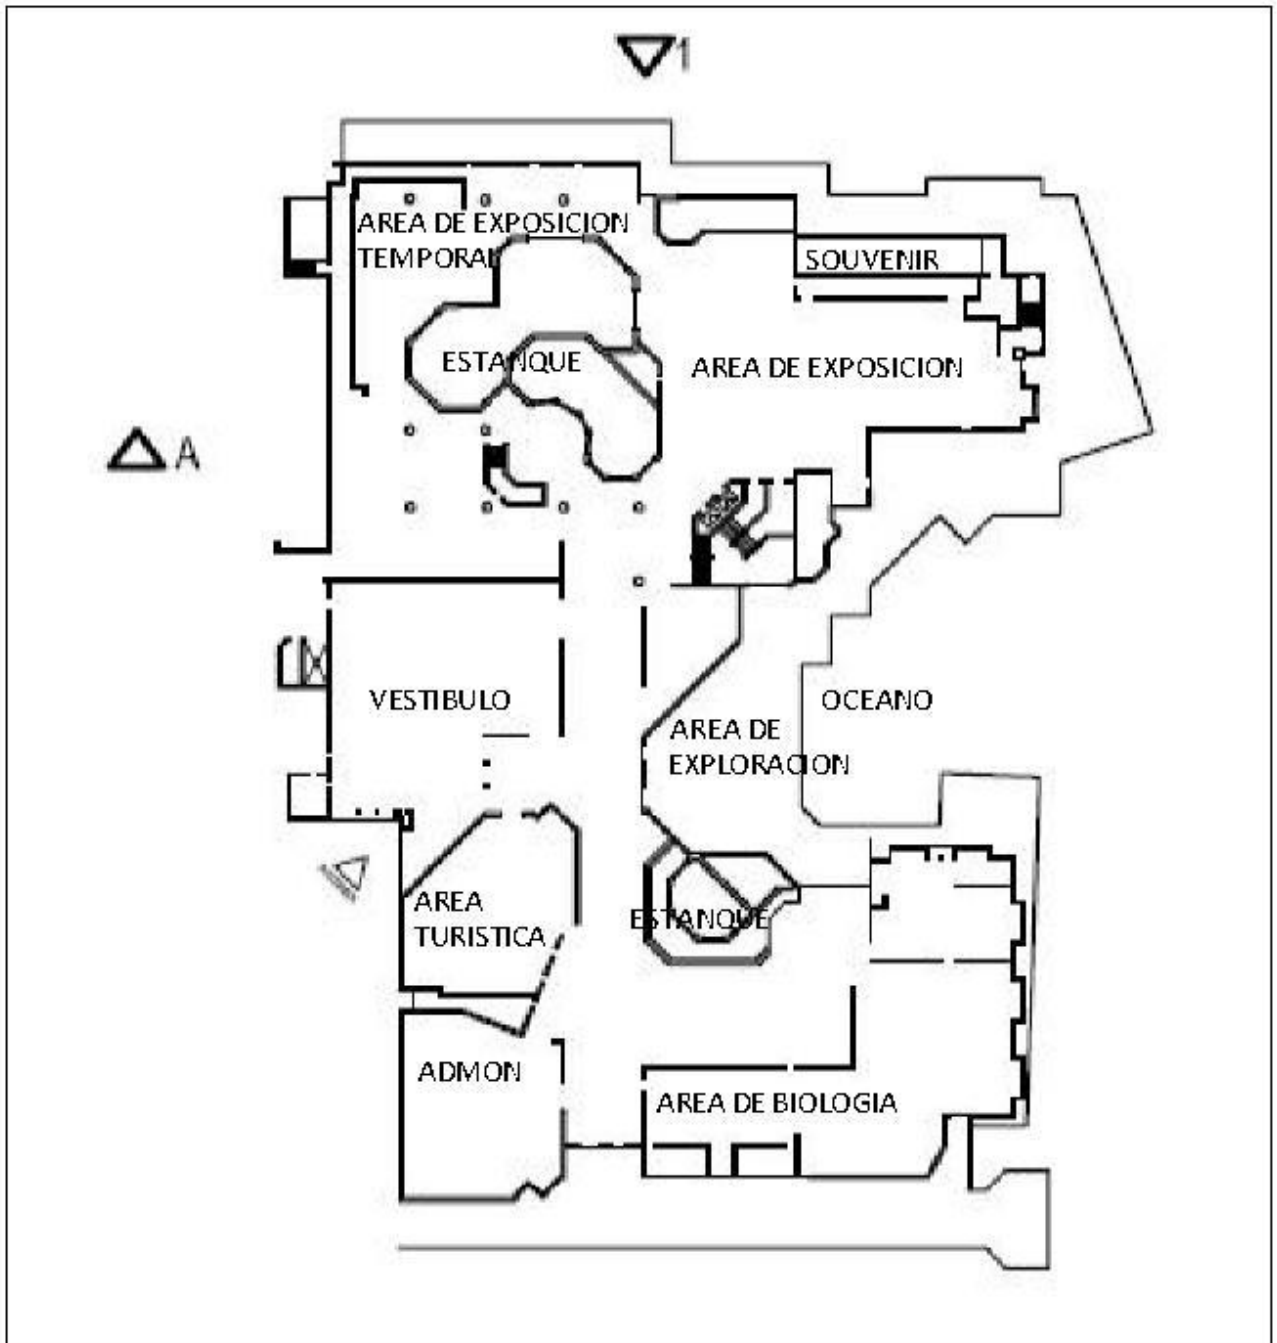 1
AREA DE EXPOSICION
TEMPORAL
SOUVENIR
ESTANQUE
AREA DE EXPOSICION
A
VESTIBULO
OCEANO
AREA DE
EXPLORACION
AREA
TURISTICA
ESTANQUE
ADMON
AREA DE BIOLOGIA